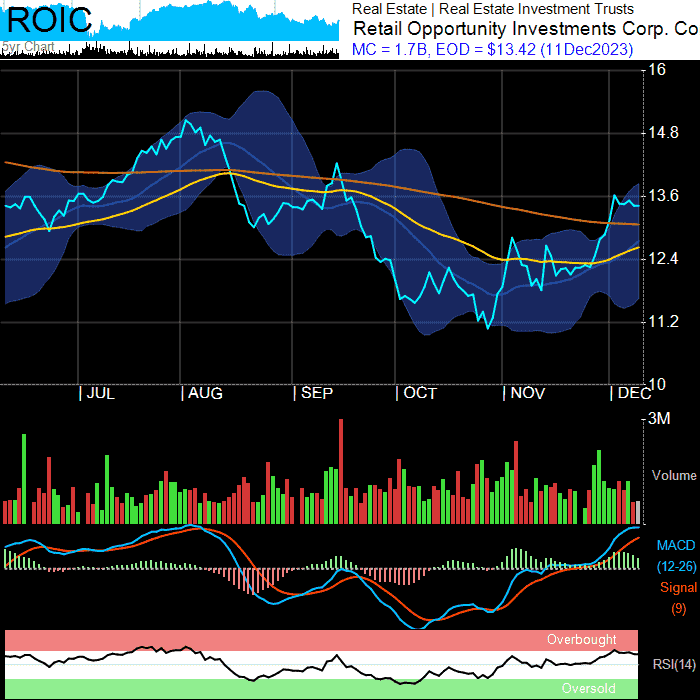 ROIC
5yr Chart
Real Estate | Real Estate Investment Trusts
Retail Opportunity Investments Corp. Co
MC = 1.7B, EOD = $13.42 (11Dec2023)
16
14.8
13.6
12.4
11.2
10
JUL AUG SEP OCT NOV DEC
3M
Volume
MACD
(12-26)
Signal
(9)
Overbought
RSI(14)
Oversold